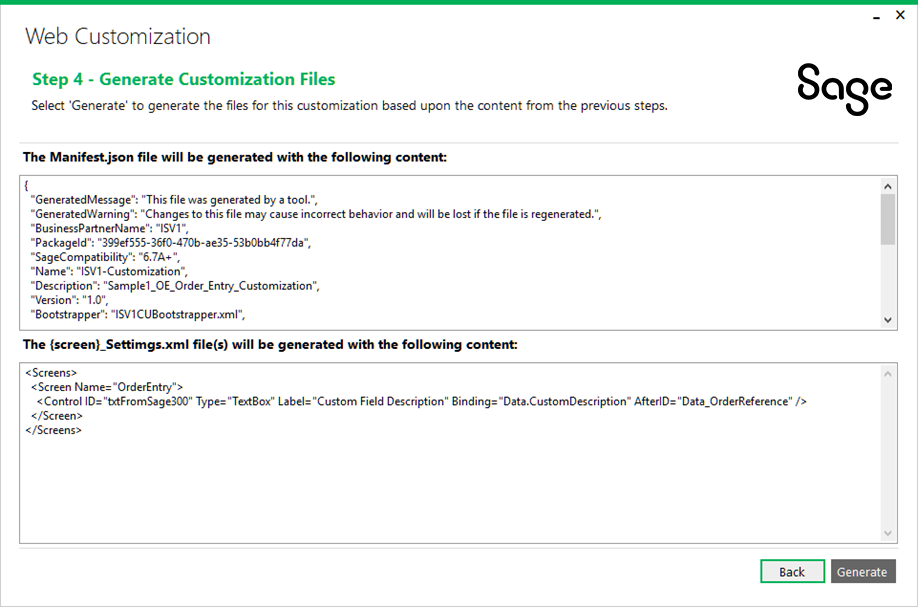 Web Customization
Step 4 - Generate Customization Files
Select 'Generate' to generate the files for this customization based upon the content from the previous steps.
Sage
The Manifest.json file will be generated with the following content:
{
"GeneratedMessage": "This file was generated by a tool.",
"GeneratedWarning": "Changes to this file may cause incorrect behavior and will be lost if the file is regenerated.",
"BusinessPartnerName": "ISV1",
"PackageId": "399ef555-36f0-470b-ae35-53b0bb4f77da",
"SageCompatibility": "6.7A+",
"Name": "ISV1-Customization",
"Description": "Sample1_OE_Order_Entry_Customization",
"Version": "1.0",
"Bootstrapper": "ISV1CUBootstrapper.xml",
The {screen}_Settimgs.xml file(s) will be generated with the following content:
<Screens>
<Screen Name="OrderEntry">
<Control ID="txtFromSage300" Type="TextBox" Label="Custom Field Description" Binding="Data.CustomDescription" AfterID="Data_OrderReference" />
</Screen>
</Screens>
Back
Generate